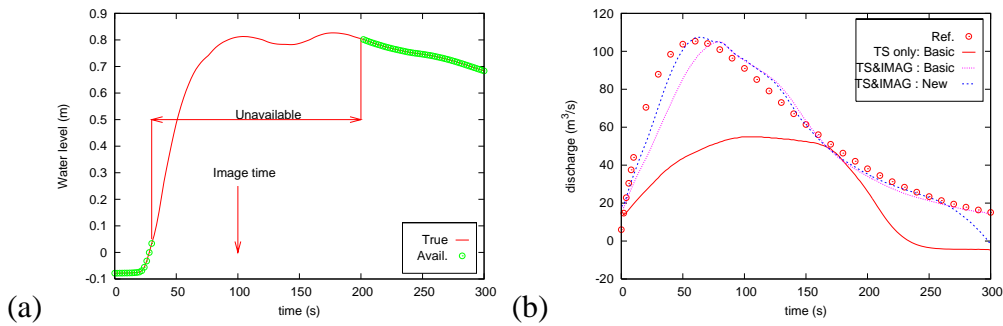 0.9
0.8
0.7
0.6
0.5
0.4
0.3
0.2
0.1
0
-0.1
Water level (m)
Unavailable
Image time
True
Avail.
0
50
100
150
200
250
300
time (s)
(a)
120
100
80
60
40
20
0
-20
discharge (m³/s)
Ref.
TS only: Basic
TS&IMAG : Basic
TS&IMAG : New
0
50
100
150
200
250
300
time (s)
(b)